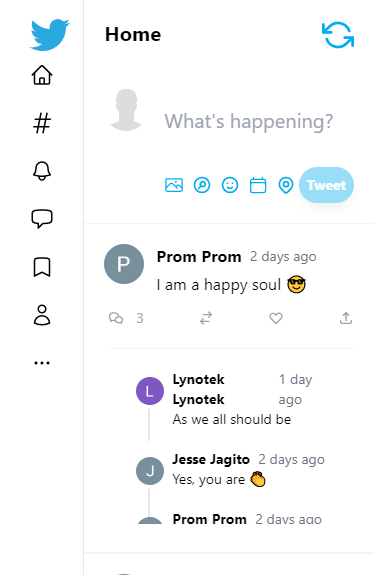 Home
What's happening?
Tweet
P
Prom Prom 2 days ago
I am a happy soul 😎
3
L
Lynotek Lynotek 1 day ago
As we all should be
J
Jesse Jagito 2 days ago
Yes, you are 👏
Prom Prom 2 days ago